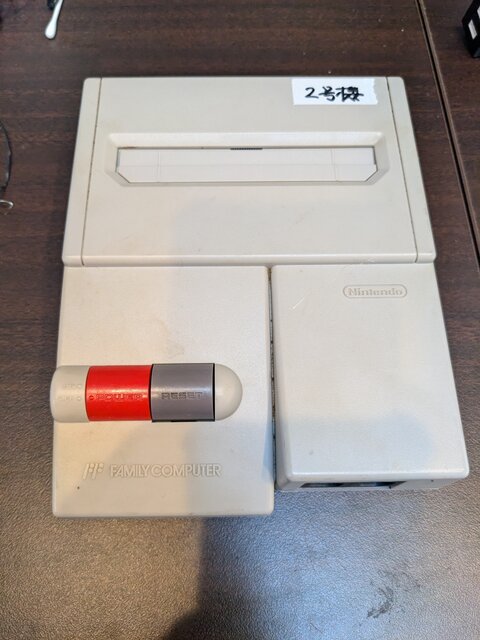 2号機
Nintendo
POWER
RESET
FAMILY COMPUTER